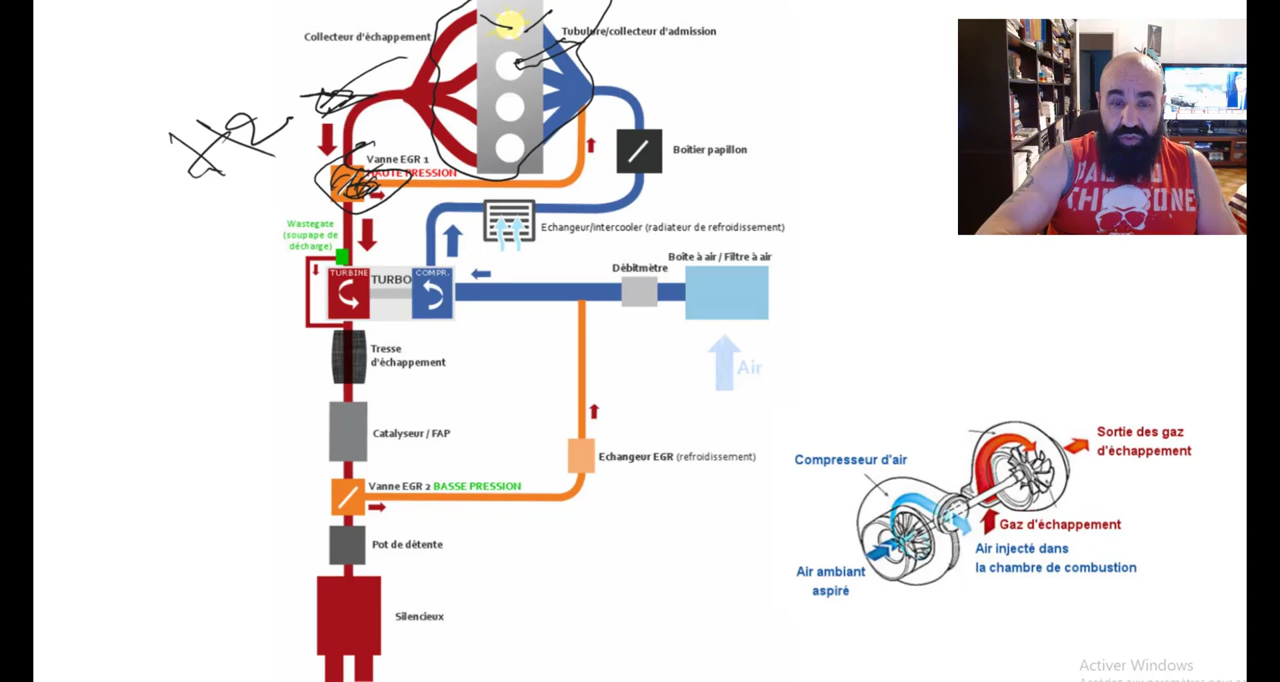 Collecteur d'échappement
Tubulure/collecteur d'admission
Vanne EGR 1
HAUTE PRESSION
Boîtier papillon
Wastegate
(soupape de
décharge)
Echangeur/intercooler (radiateur de refroidissement)
Boîte à air / Filtre à air
Débitmètre
TURBINE
TURBO
COMPR.
Tresse
d'échappement
Air
Catalyseur / FAP
Echangeur EGR (refroidissement)
Vanne EGR 2 BASSE PRESSION
Pot de détente
Silencieux
Sortie des gaz
d'échappement
Compresseur d'air
Gaz d'échappement
Air injecté dans
la chambre de combustion
Air ambiant
aspiré
Activer Windows